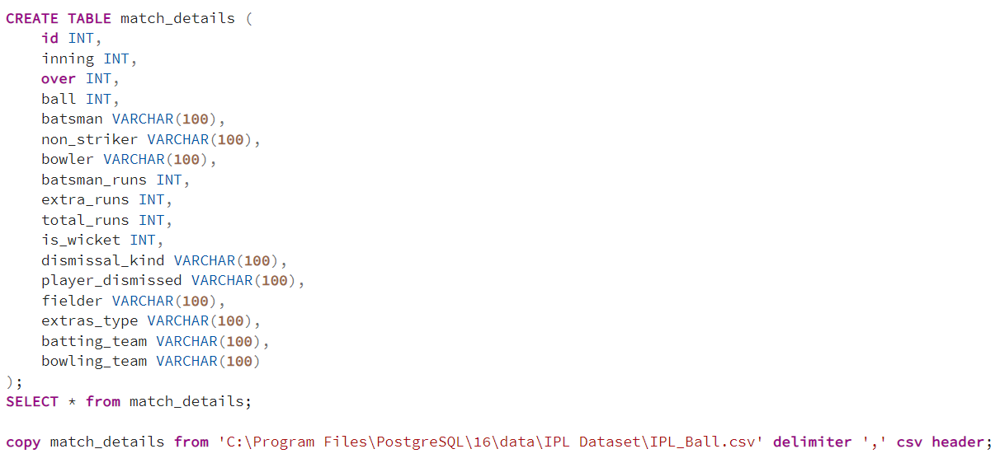 CREATE TABLE match_details (
    id INT,
    inning INT,
    over INT,
    ball INT,
    batsman VARCHAR(100),
    non_striker VARCHAR(100),
    bowler VARCHAR(100),
    batsman_runs INT,
    extra_runs INT,
    total_runs INT,
    is_wicket INT,
    dismissal_kind VARCHAR(100),
    player_dismissed VARCHAR(100),
    fielder VARCHAR(100),
    extras_type VARCHAR(100),
    batting_team VARCHAR(100),
    bowling_team VARCHAR(100)
);
SELECT * from match_details;
copy match_details from 'C:\Program Files\PostgreSQL\16\data\IPL Dataset\IPL_Ball.csv' delimiter ',' csv header;